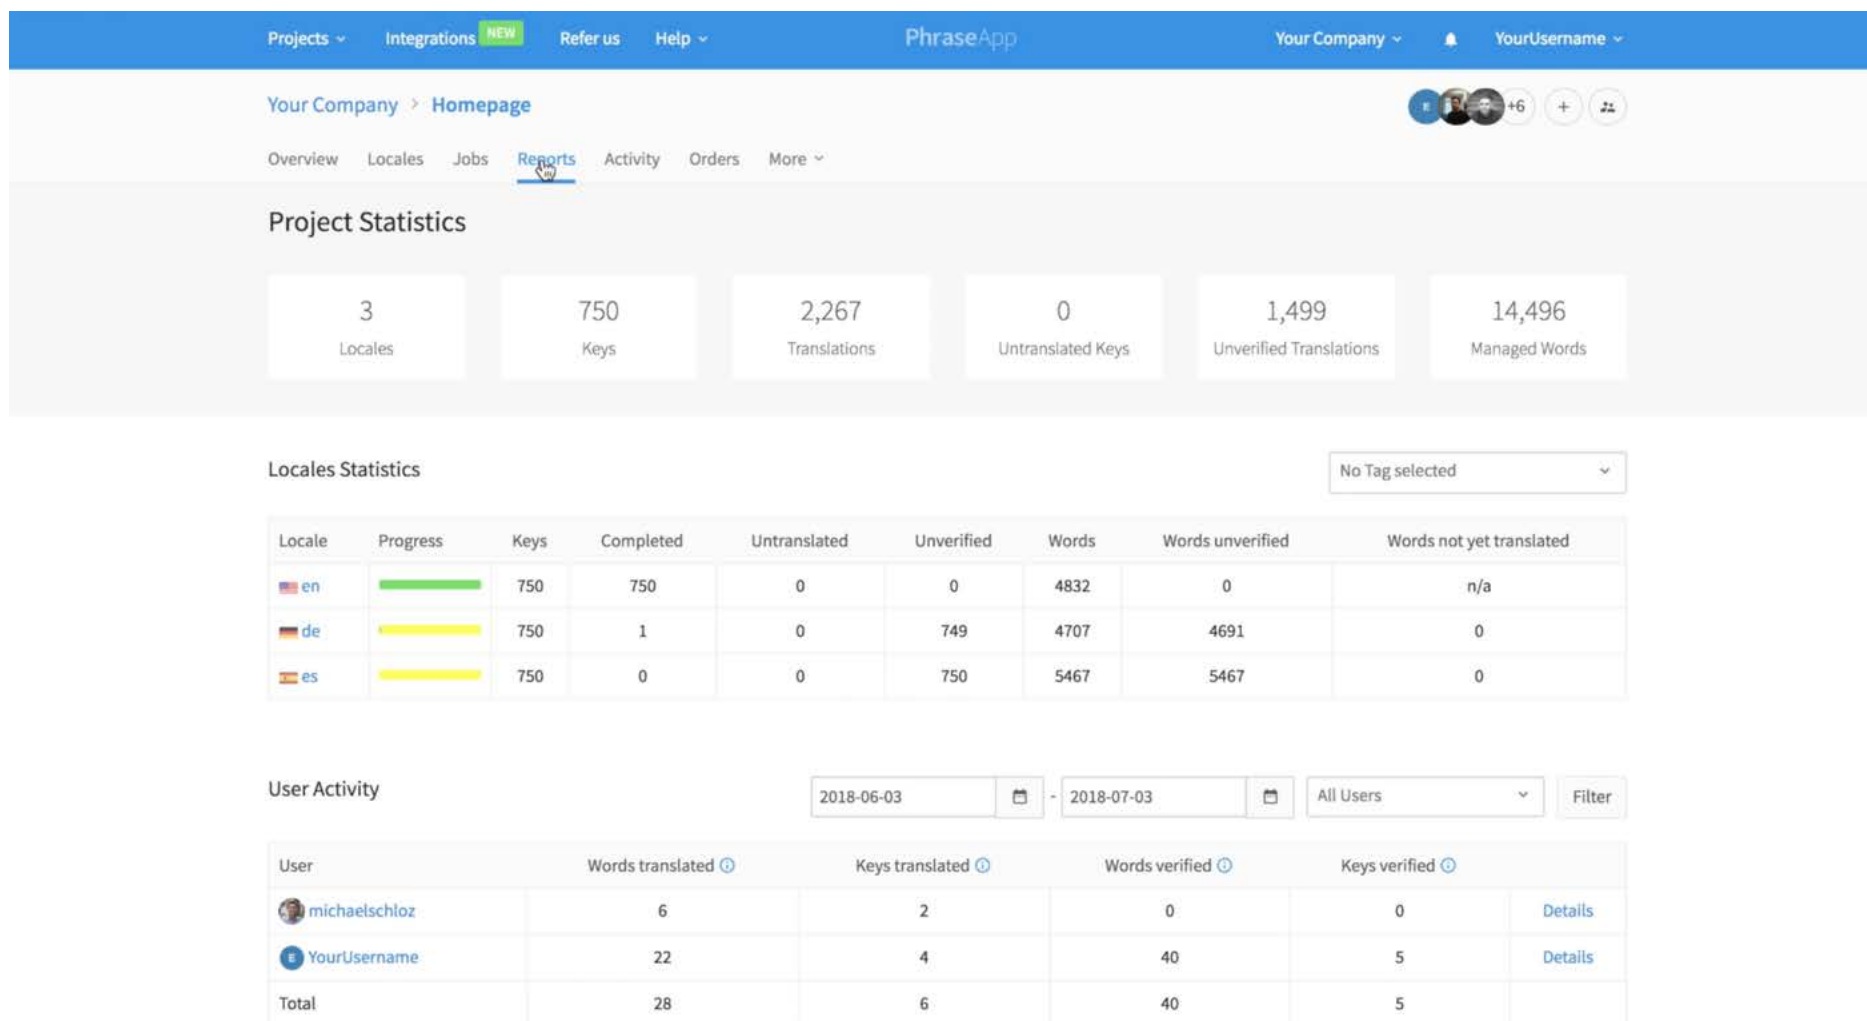 Projects Integrations NEW Refer us Help PhraseApp Your Company YourUsername
Your Company > Homepage E +6 +
Overview Locales Jobs Reports Activity Orders More
Project Statistics
3 750 2,267 0 1,499 14,496
Locales Keys Translations Untranslated Keys Unverified Translations Managed Words
Locales Statistics No Tag selected
Locale Progress Keys Completed Untranslated Unverified Words Words unverified Words not yet translated
en 750 750 0 0 4832 0 n/a
de 750 1 0 749 4707 4691 0
es 750 0 0 750 5467 5467 0
User Activity 2018-06-03 - 2018-07-03 All Users Filter
User Words translated Keys translated Words verified Keys verified
michaelschloz 6 2 0 0 Details
E YourUsername 22 4 40 5 Details
Total 28 6 40 5